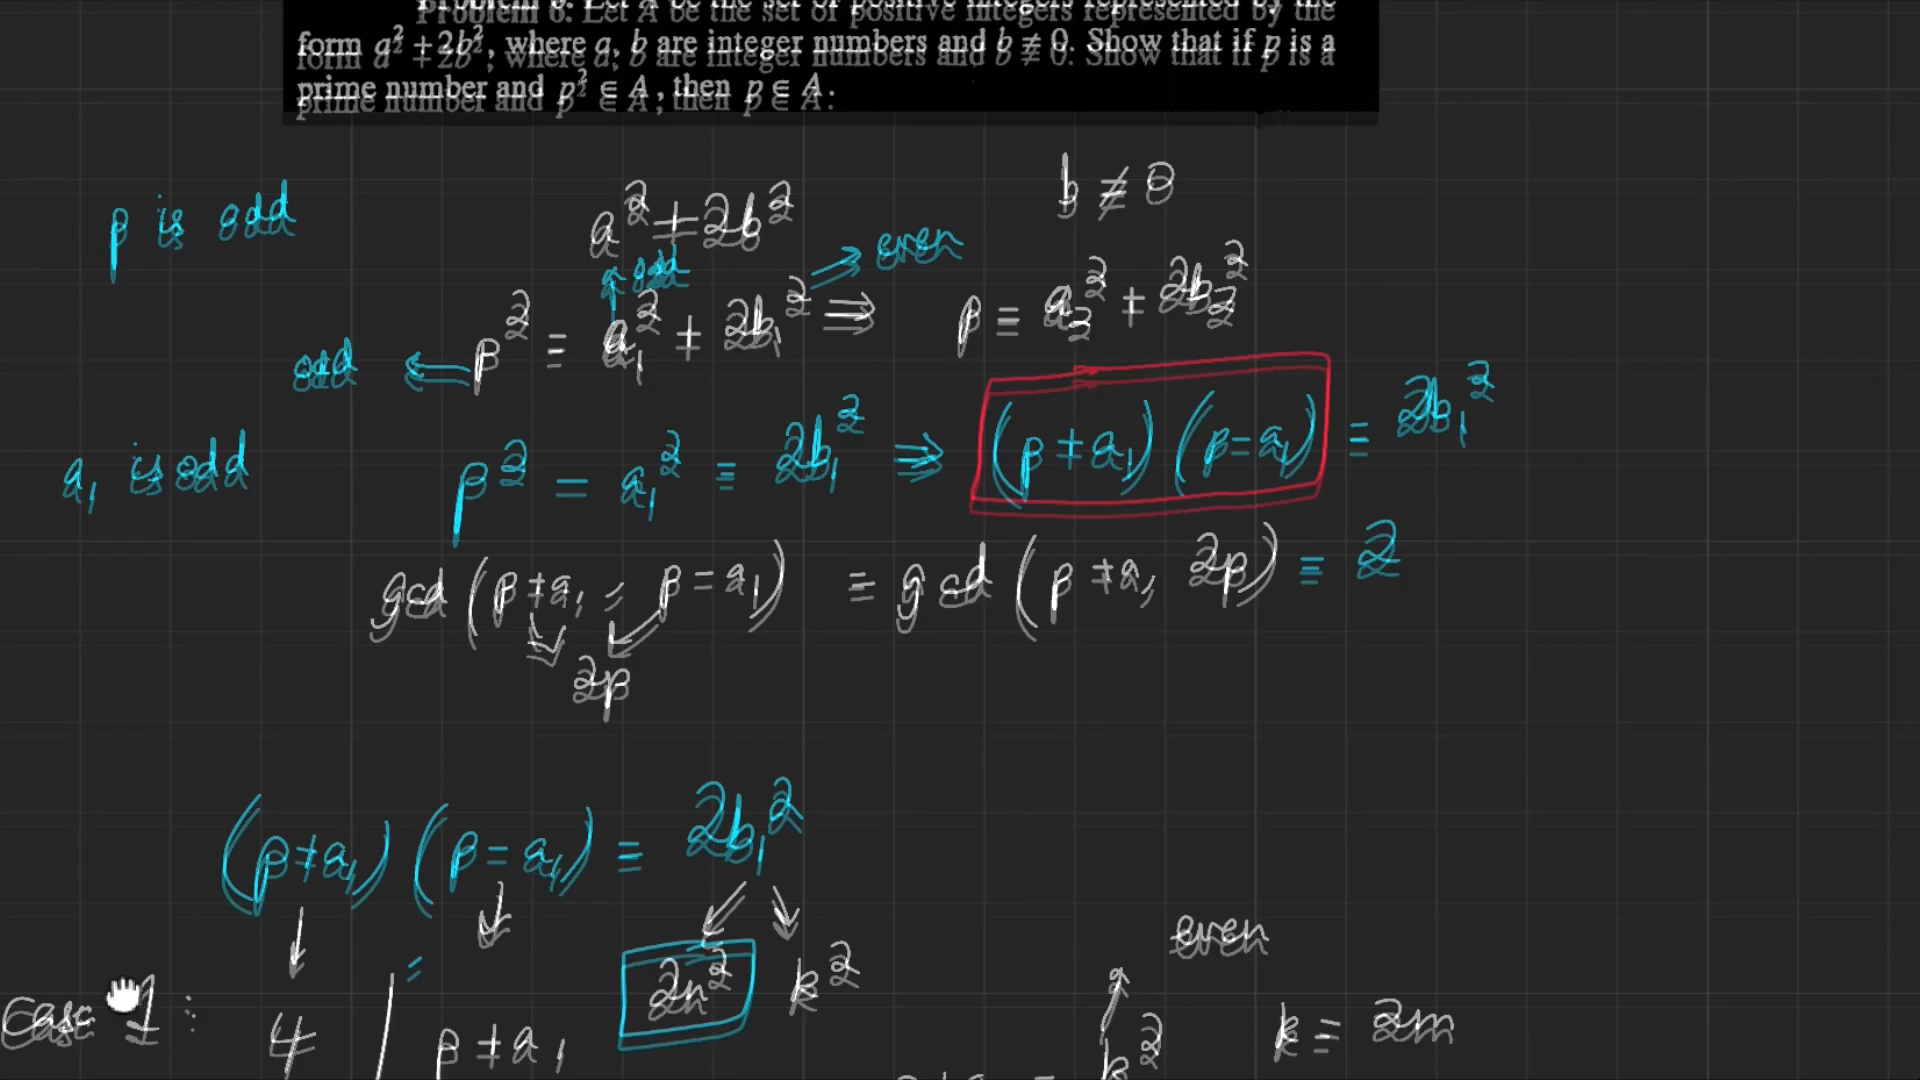 Problem 6: Let A be the set of positive integers represented by the
form a² + 2b², where a, b are integer numbers and b ≠ 0. Show that if p is a
prime number and p² ∈ A, then p ∈ A.
p is odd
a² + 2b²
b ≠ 0
odd
even
p² = a₁² + 2b₁² ⇒ p = a₂² + 2b₂²
odd ←
a₁ is odd
p² - a₁² = 2b₁² ⇒ (p + a₁)(p - a₁) = 2b₁²
gcd(p + a₁, p - a₁) = gcd(p + a, 2p) = 2
2p
(p + a₁)(p - a₁) = 2b₁²
2n² k²
even
Case 1: 4 | p + a₁
k² k = 2m